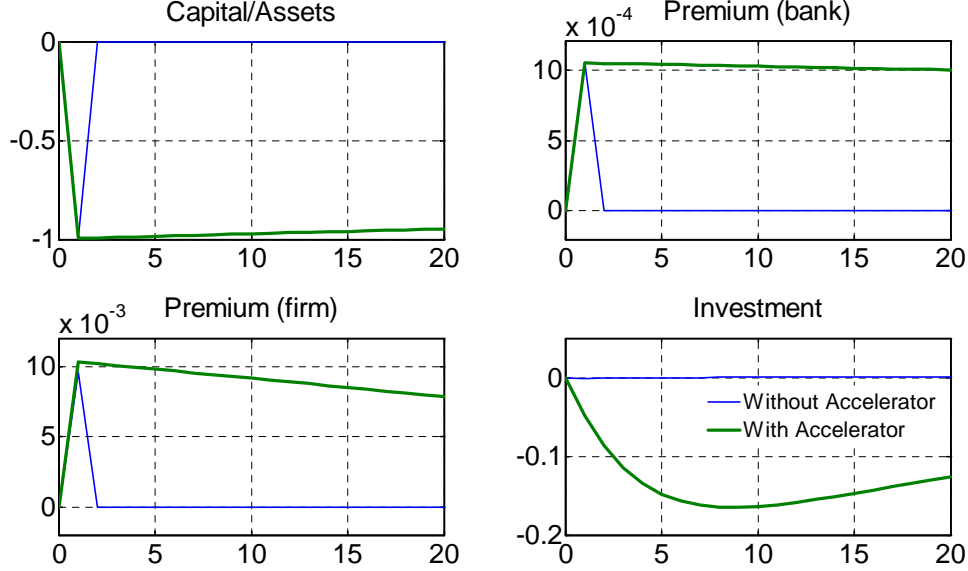 Capital/Assets
0
-0.5
-1
0 5 10 15 20
Premium (bank)
x 10^-4
10
5
0
0 5 10 15 20
Premium (firm)
x 10^-3
10
5
0
0 5 10 15 20
Investment
0
-0.1
-0.2
Without Accelerator
With Accelerator
0 5 10 15 20